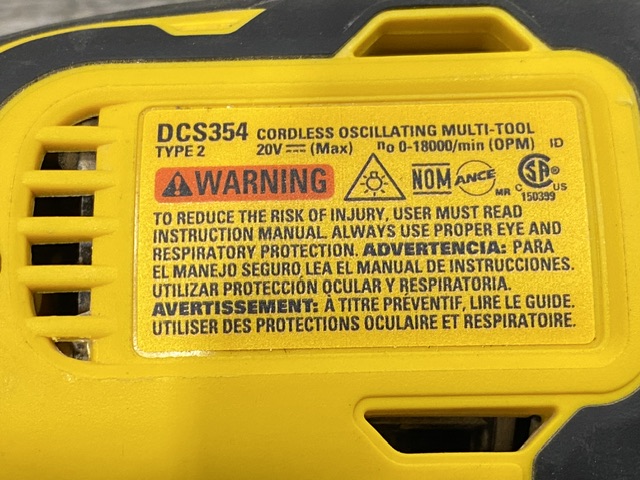 DCS354 CORDLESS OSCILLATING MULTI-TOOL
TYPE 2 20V ⎓ (Max) no 0-18000/min (OPM) ID
WARNING NOM ANCE MR C SA US
150399
TO REDUCE THE RISK OF INJURY, USER MUST READ
INSTRUCTION MANUAL. ALWAYS USE PROPER EYE AND
RESPIRATORY PROTECTION. ADVERTENCIA: PARA
EL MANEJO SEGURO LEA EL MANUAL DE INSTRUCCIONES.
UTILIZAR PROTECCIÓN OCULAR Y RESPIRATORIA.
AVERTISSEMENT: À TITRE PRÉVENTIF, LIRE LE GUIDE.
UTILISER DES PROTECTIONS OCULAIRE ET RESPIRATOIRE.